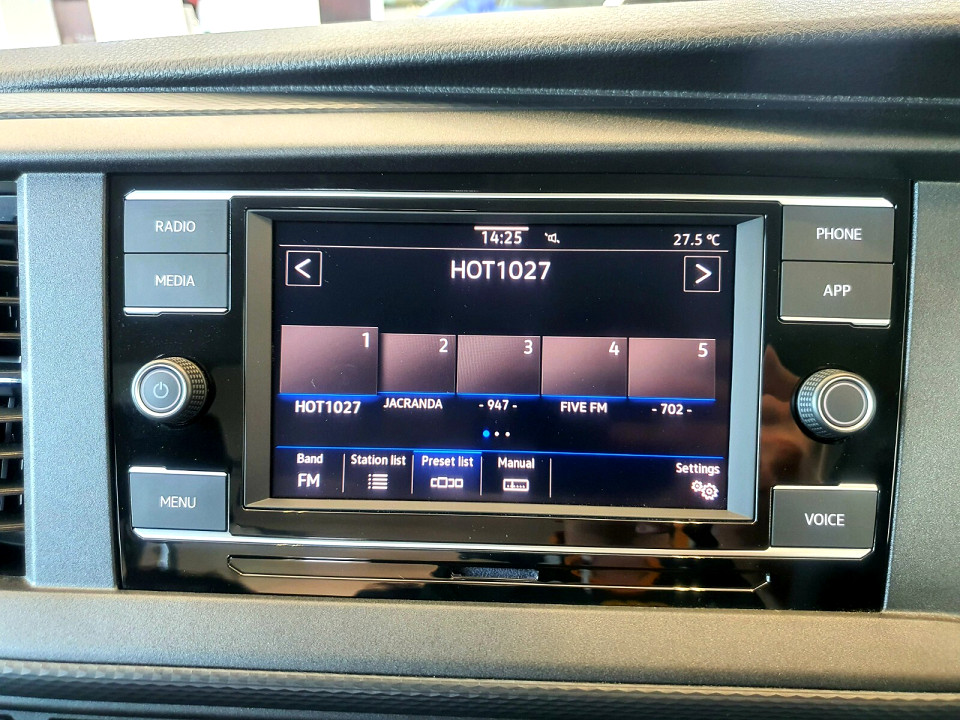 RADIO
MEDIA
MENU
14:25
27.5 °C
HOT1027
1
2
3
4
5
HOT1027
JACRANDA
- 947 -
FIVE FM
- 702 -
Band
FM
Station list
Preset list
Manual
Settings
PHONE
APP
VOICE